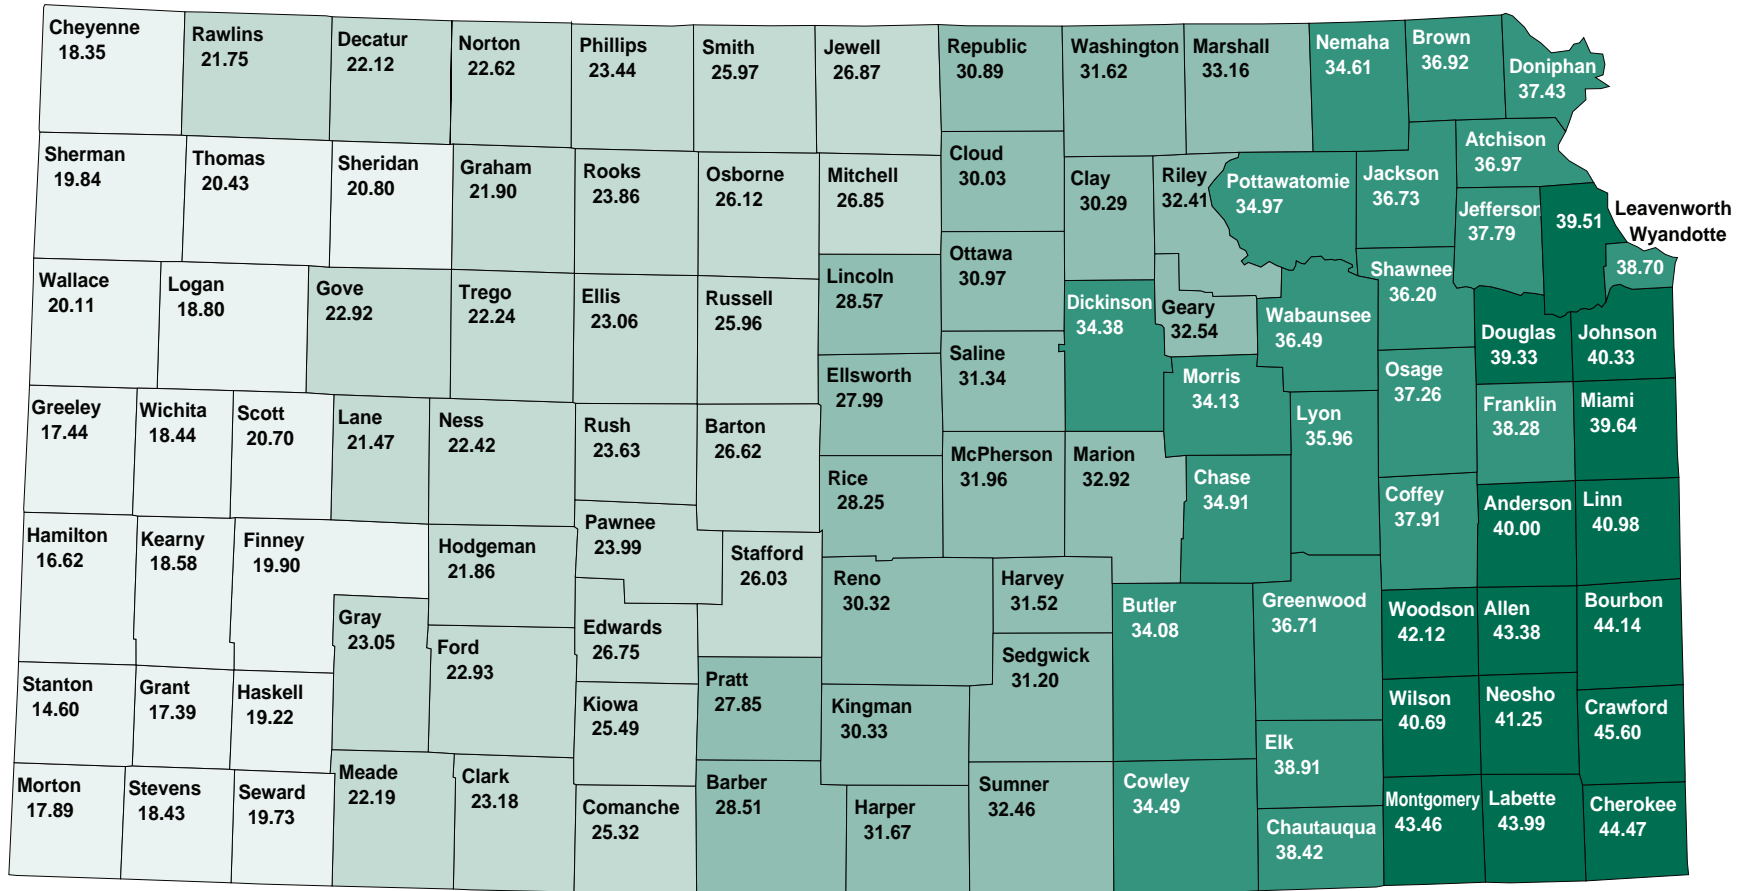 Cheyenne
18.35
Rawlins
21.75
Decatur
22.12
Norton
22.62
Phillips
23.44
Smith
25.97
Jewell
26.87
Republic
30.89
Washington
31.62
Marshall
33.16
Nemaha
34.61
Brown
36.92
Doniphan
37.43
Sherman
19.84
Thomas
20.43
Sheridan
20.80
Graham
21.90
Rooks
23.86
Osborne
26.12
Mitchell
26.85
Cloud
30.03
Clay
30.29
Riley
32.41
Pottawatomie
34.97
Jackson
36.73
Atchison
36.97
Jefferson
37.79
39.51
Leavenworth
Wyandotte
38.70
Wallace
20.11
Logan
18.80
Gove
22.92
Trego
22.24
Ellis
23.06
Russell
25.96
Lincoln
28.57
Ottawa
30.97
Dickinson
34.38
Geary
32.54
Wabaunsee
36.49
Shawnee
36.20
Douglas
39.33
Johnson
40.33
Ellsworth
27.99
Saline
31.34
Morris
34.13
Lyon
35.96
Osage
37.26
Franklin
38.28
Miami
39.64
Greeley
17.44
Wichita
18.44
Scott
20.70
Lane
21.47
Ness
22.42
Rush
23.63
Barton
26.62
Rice
28.25
McPherson
31.96
Marion
32.92
Chase
34.91
Coffey
37.91
Anderson
40.00
Linn
40.98
Hamilton
16.62
Kearny
18.58
Finney
19.90
Hodgeman
21.86
Pawnee
23.99
Stafford
26.03
Reno
30.32
Harvey
31.52
Butler
34.08
Greenwood
36.71
Woodson
42.12
Allen
43.38
Bourbon
44.14
Gray
23.05
Ford
22.93
Edwards
26.75
Sedgwick
31.20
Stanton
14.60
Grant
17.39
Haskell
19.22
Kiowa
25.49
Pratt
27.85
Kingman
30.33
Wilson
40.69
Neosho
41.25
Crawford
45.60
Elk
38.91
Morton
17.89
Stevens
18.43
Seward
19.73
Meade
22.19
Clark
23.18
Comanche
25.32
Barber
28.51
Harper
31.67
Sumner
32.46
Cowley
34.49
Chautauqua
38.42
Montgomery
43.46
Labette
43.99
Cherokee
44.47